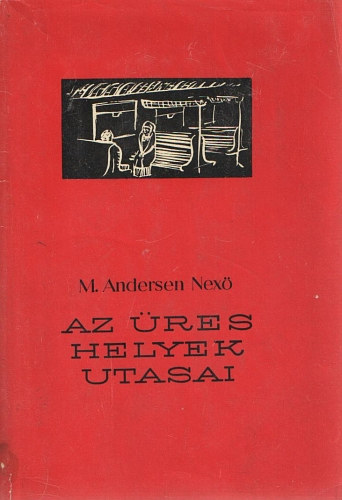 M. Andersen Nexö
AZ ÜRES
HELYEK
UTASAI